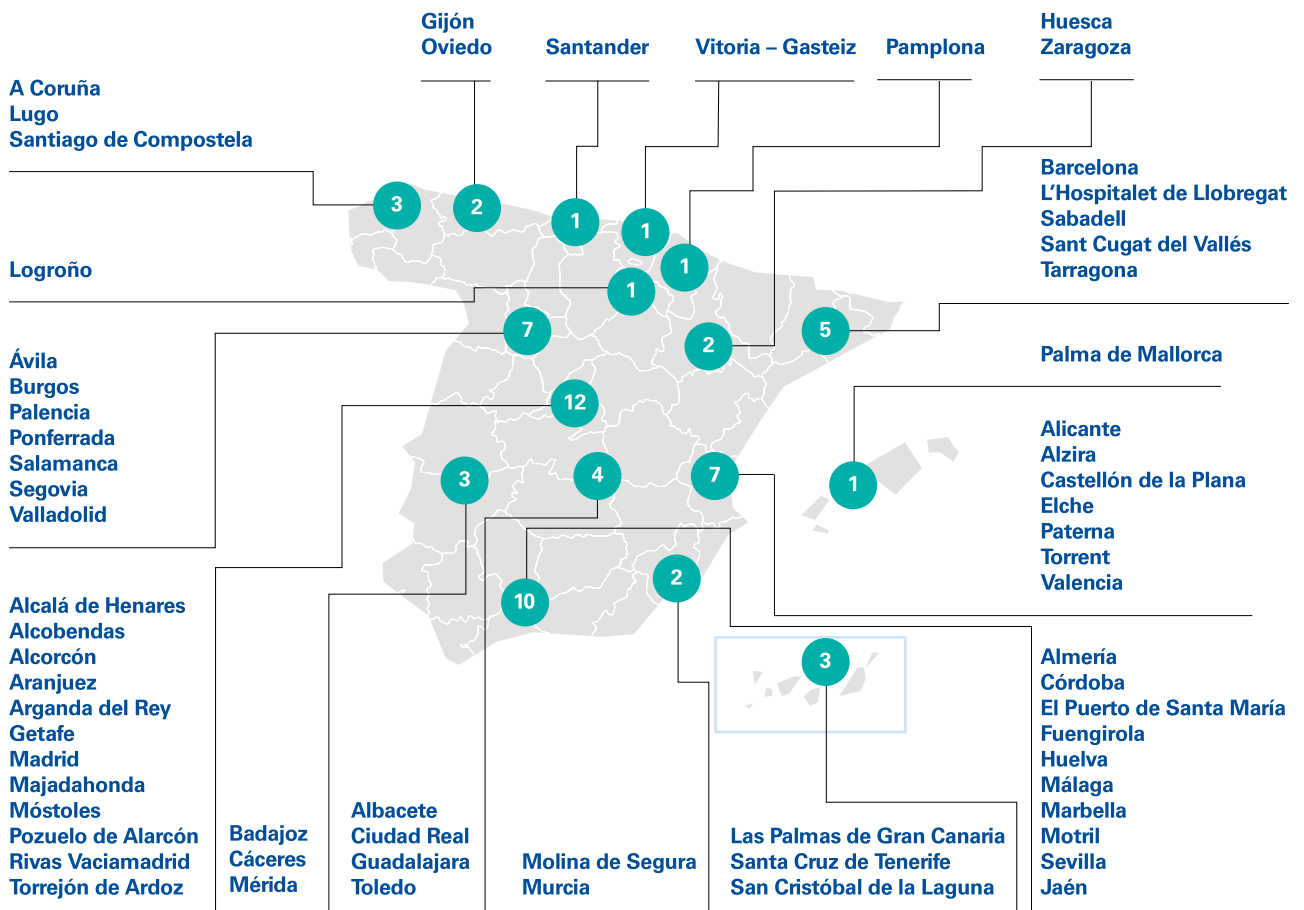 Gijón
Oviedo
Santander
Vitoria – Gasteiz
Pamplona
Huesca
Zaragoza
A Coruña
Lugo
Santiago de Compostela
Barcelona
L’Hospitalet de Llobregat
Sabadell
Sant Cugat del Vallés
Tarragona
3
2
1
1
1
Logroño
1
7
2
5
Palma de Mallorca
Ávila
Burgos
Palencia
Ponferrada
Salamanca
Segovia
Valladolid
12
3
4
7
1
Alicante
Alzira
Castellón de la Plana
Elche
Paterna
Torrent
Valencia
10
2
3
Alcalá de Henares
Alcobendas
Alcorcón
Aranjuez
Arganda del Rey
Getafe
Madrid
Majadahonda
Móstoles
Pozuelo de Alarcón
Rivas Vaciamadrid
Torrejón de Ardoz
Badajoz
Cáceres
Mérida
Albacete
Ciudad Real
Guadalajara
Toledo
Molina de Segura
Murcia
Las Palmas de Gran Canaria
Santa Cruz de Tenerife
San Cristóbal de la Laguna
Almería
Córdoba
El Puerto de Santa María
Fuengirola
Huelva
Málaga
Marbella
Motril
Sevilla
Jaén